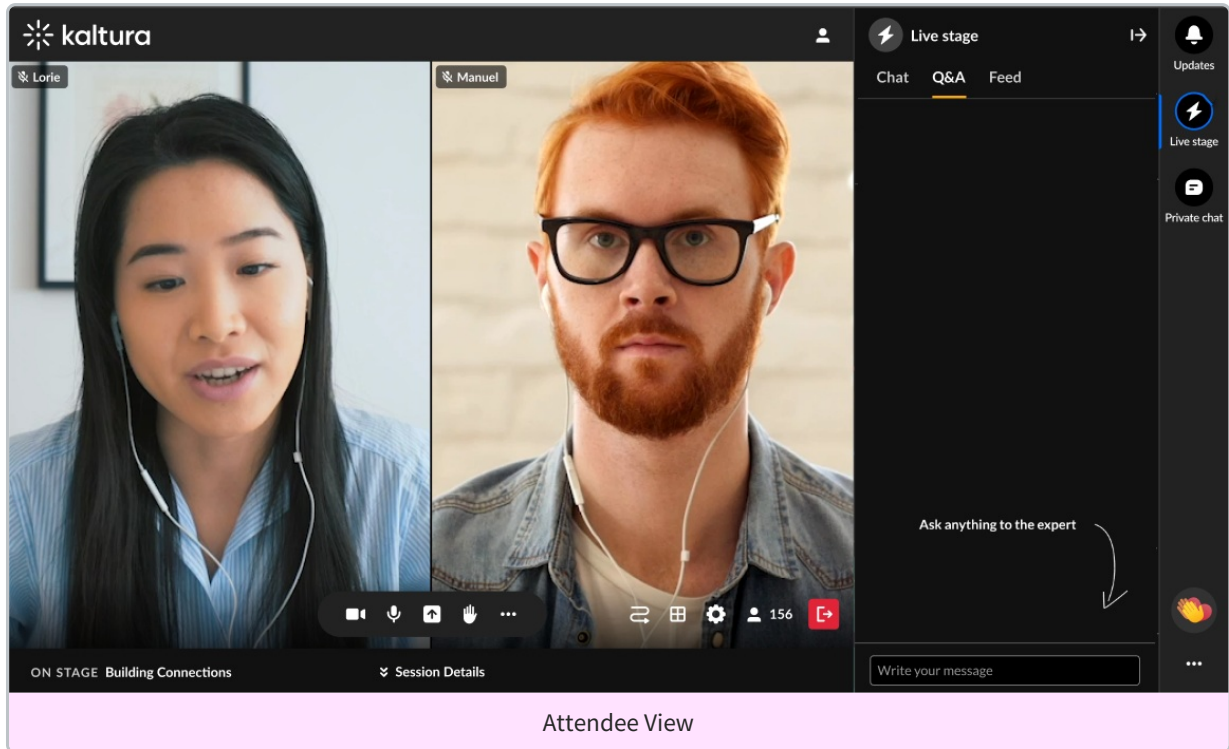 kaltura
Lorie
Manuel
156
ON STAGE Building Connections
Session Details
Live stage
Chat Q&A Feed
Ask anything to the expert
Write your message
Updates
Live stage
Private chat
Attendee View